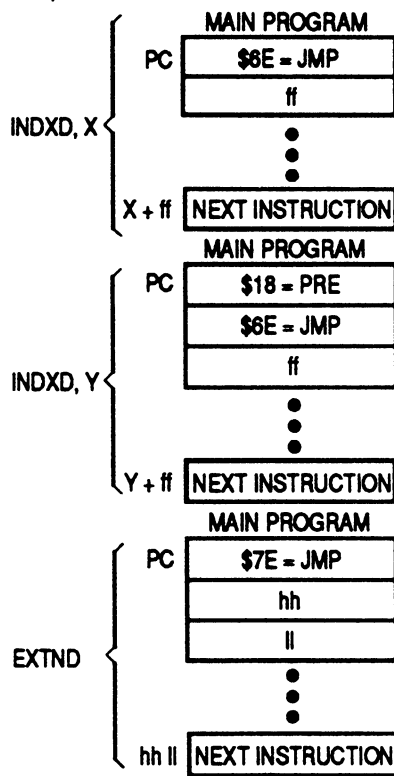 MAIN PROGRAM
PC $6E = JMP
ff
INDXD, X
X + ff NEXT INSTRUCTION
MAIN PROGRAM
PC $18 = PRE
$6E = JMP
ff
INDXD, Y
Y + ff NEXT INSTRUCTION
MAIN PROGRAM
PC $7E = JMP
hh
ll
EXTND
hh ll NEXT INSTRUCTION